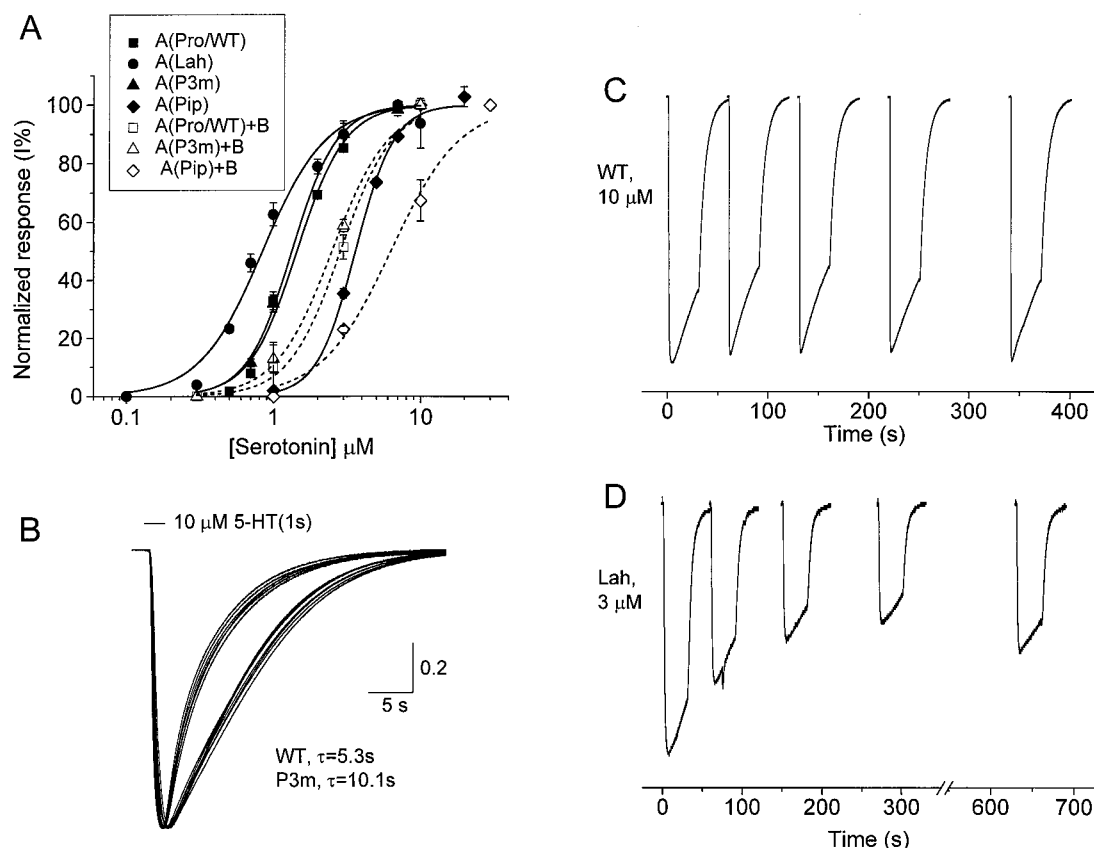 A
A(Pro/WT)
A(Lah)
A(P3m)
A(Pip)
A(Pro/WT)+B
A(P3m)+B
A(Pip)+B
Normalized response (I%)
100
80
60
40
20
0
0.1
1
10
[Serotonin] μM
B
10 μM 5-HT(1s)
0.2
5 s
WT, τ=5.3s
P3m, τ=10.1s
C
WT,
10 μM
0
100
200
300
400
Time (s)
D
Lah,
3 μM
0
100
200
300
600
700
Time (s)